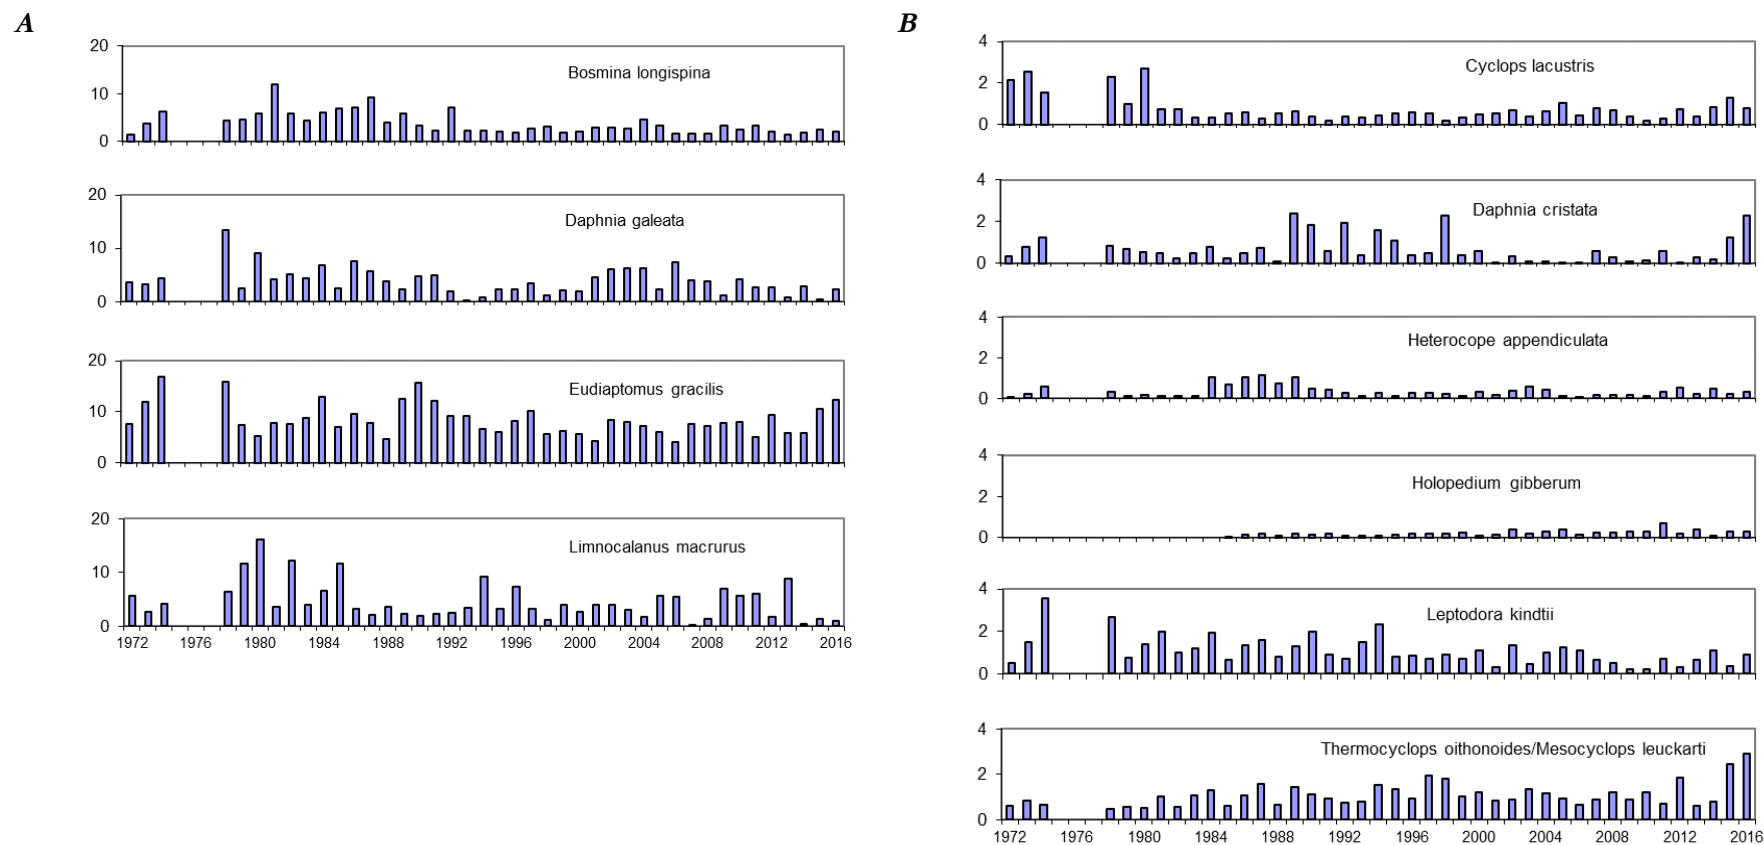 A
20
10
0
Bosmina longispina
20
10
0
Daphnia galeata
20
10
0
Eudiaptomus gracilis
20
10
0
Limnocalanus macrurus
1972 1976 1980 1984 1988 1992 1996 2000 2004 2008 2012 2016
B
4
2
0
Cyclops lacustris
4
2
0
Daphnia cristata
4
2
0
Heterocope appendiculata
4
2
0
Holopedium gibberum
4
2
0
Leptodora kindtii
4
2
0
Thermocyclops oithonoides/Mesocyclops leuckarti
1972 1976 1980 1984 1988 1992 1996 2000 2004 2008 2012 2016